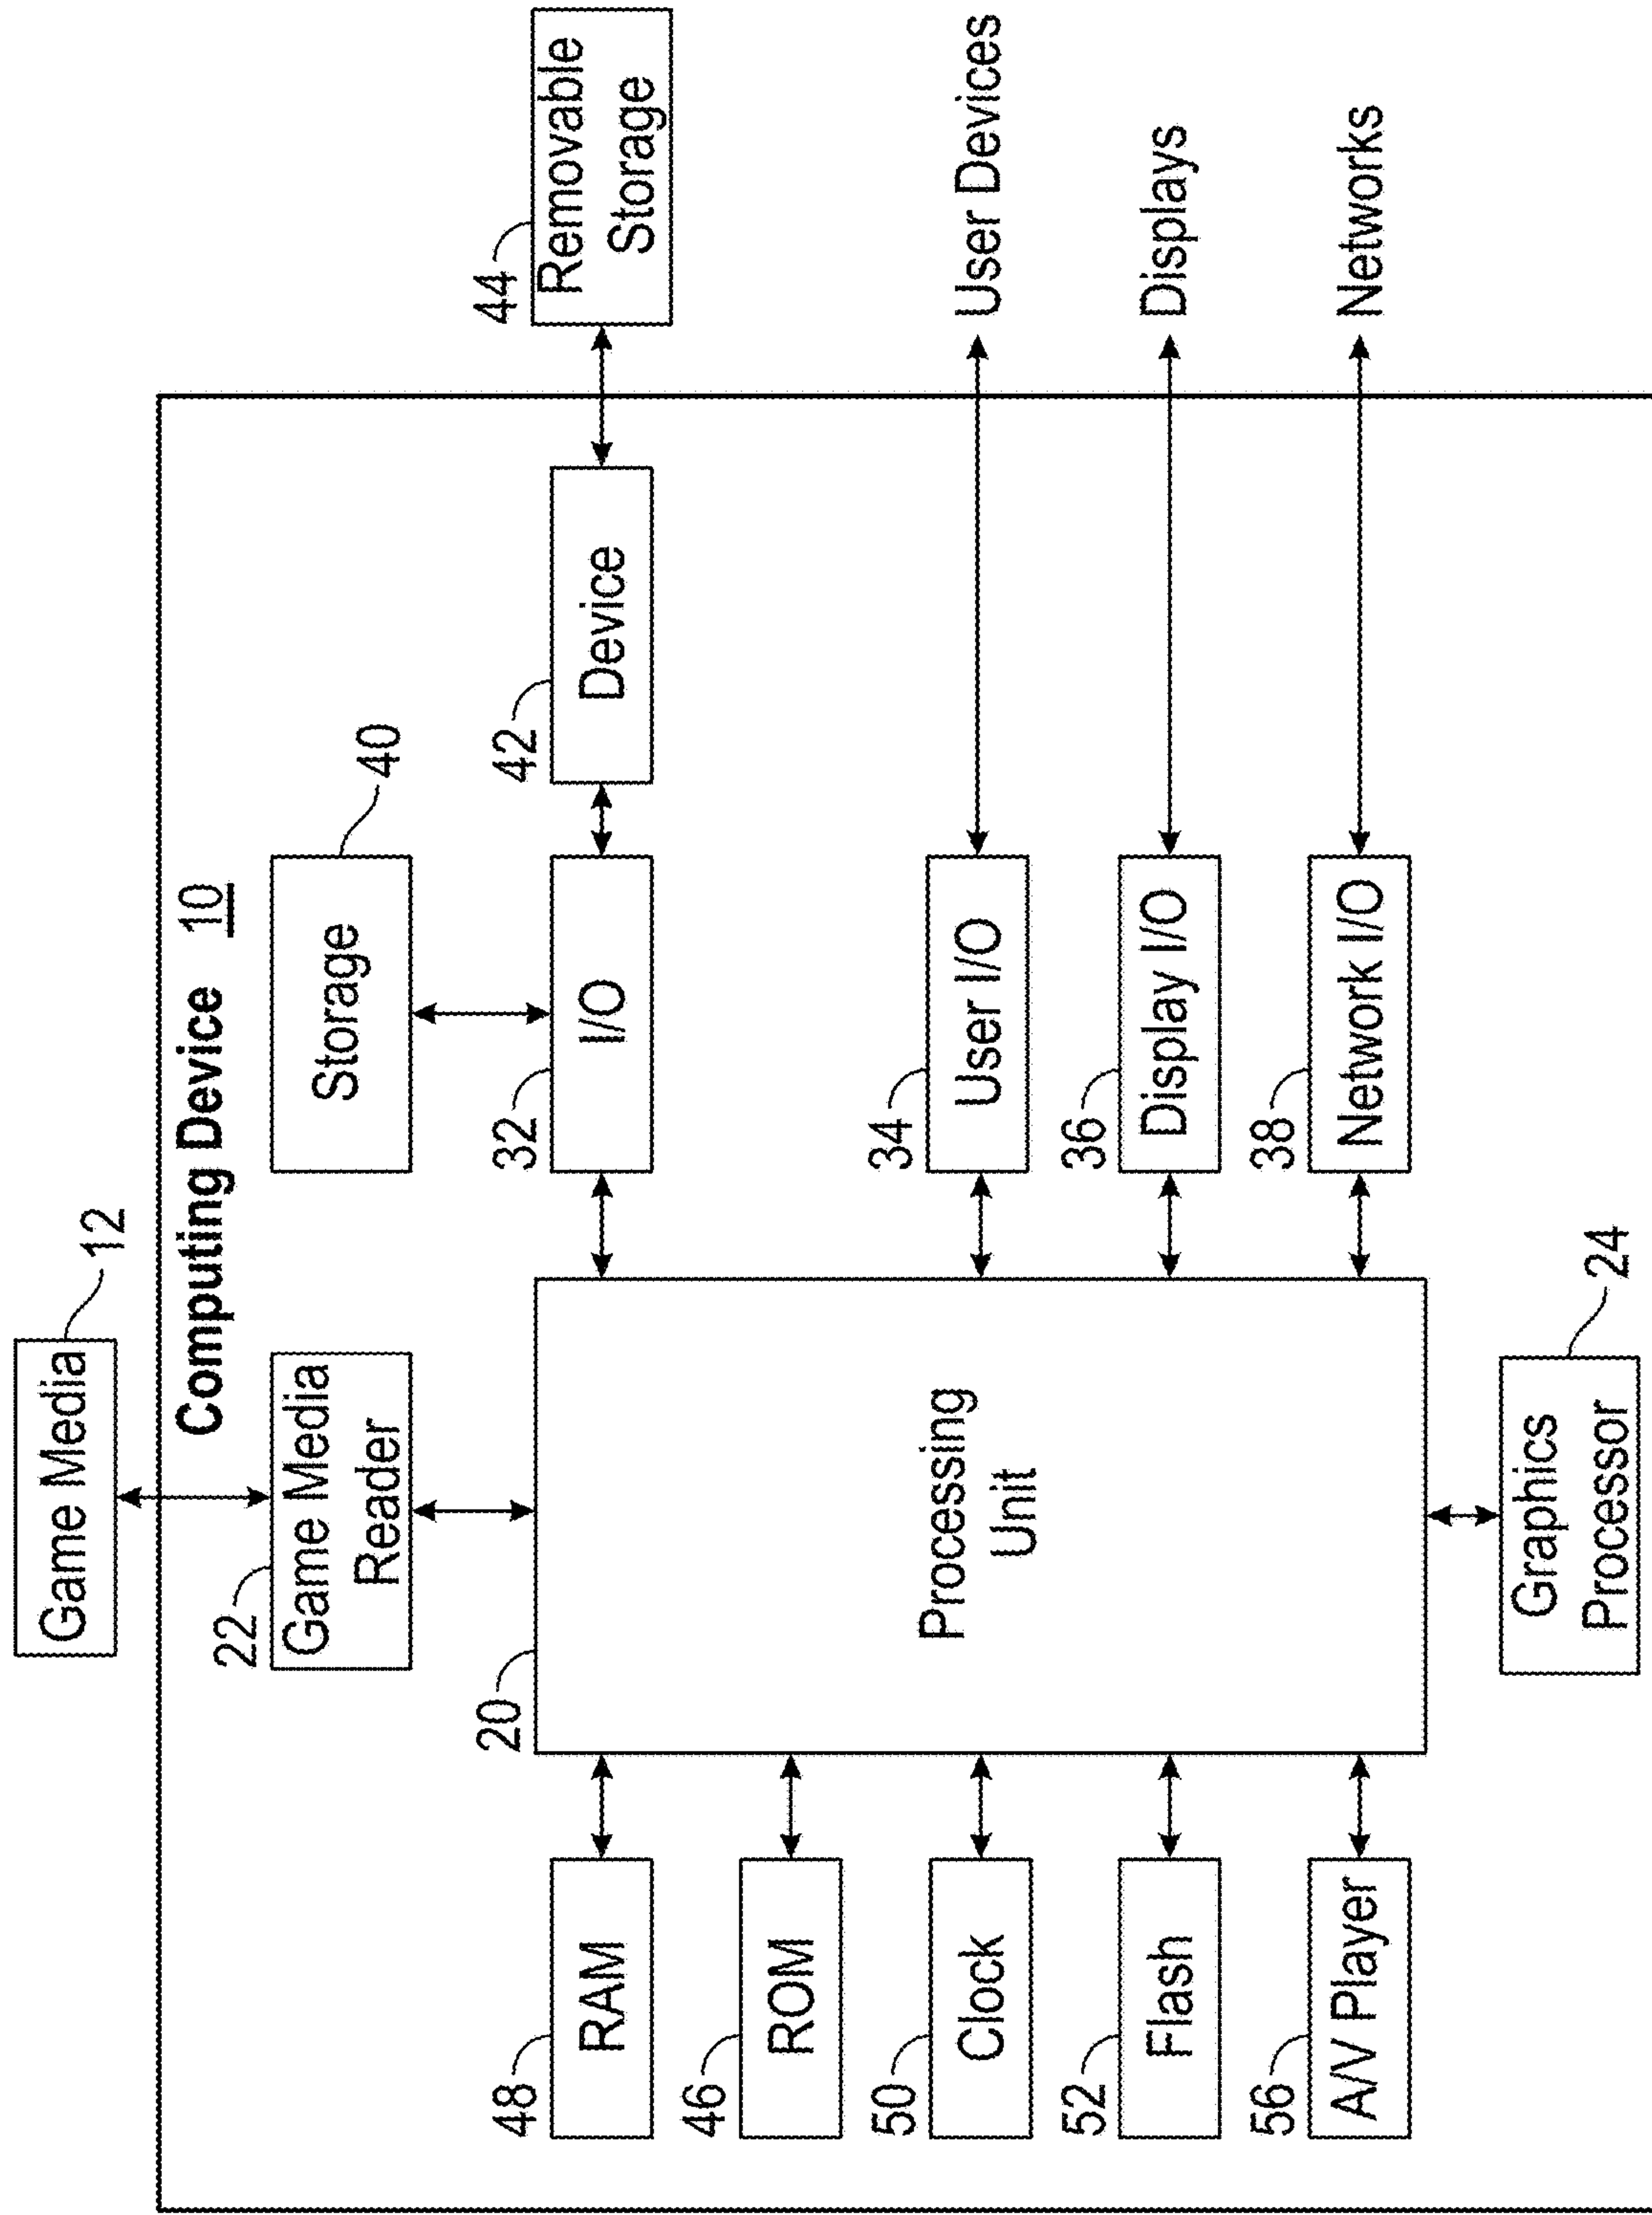 Game Media
12
Computing Device 10
22
Game Media
Reader
Storage
40
20
Processing
Unit
48
RAM
46
ROM
50
Clock
52
Flash
56
A/V Player
32
I/O
42
Device
44
Removable
Storage
34
User I/O
User Devices
36
Display I/O
Displays
38
Network I/O
Networks
Graphics
Processor
24